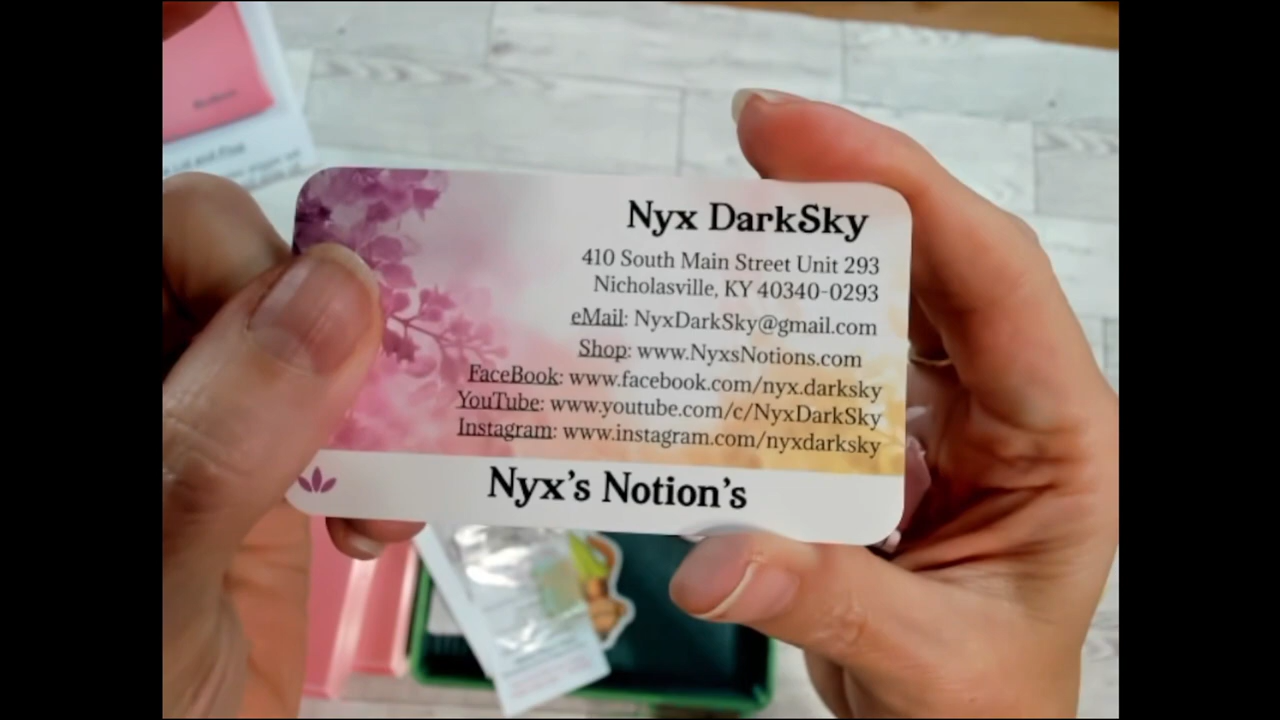 Nyx DarkSky
410 South Main Street Unit 293
Nicholasville, KY 40340-0293
eMail: NyxDarkSky@gmail.com
Shop: www.NyxsNotions.com
FaceBook: www.facebook.com/nyx.darksky
YouTube: www.youtube.com/c/NyxDarkSky
Instagram: www.instagram.com/nyxdarksky
Nyx's Notion's